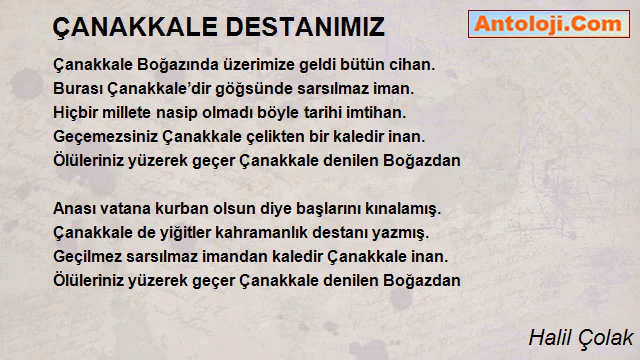 ÇANAKKALE DESTANIMIZ
Antoloji.Com
Çanakkale Boğazında üzerimize geldi bütün cihan.
Burası Çanakkale’dir göğsünde sarsılmaz iman.
Hiçbir millete nasip olmadı böyle tarihi imtihan.
Geçemezsiniz Çanakkale çelikten bir kaledir inan.
Ölüleriniz yüzerek geçer Çanakkale denilen Boğazdan
Anası vatana kurban olsun diye başlarını kınalamış.
Çanakkale de yiğitler kahramanlık destanı yazmış.
Geçilmez sarsılmaz imandan kaledir Çanakkale inan.
Ölüleriniz yüzerek geçer Çanakkale denilen Boğazdan
Halil Çolak